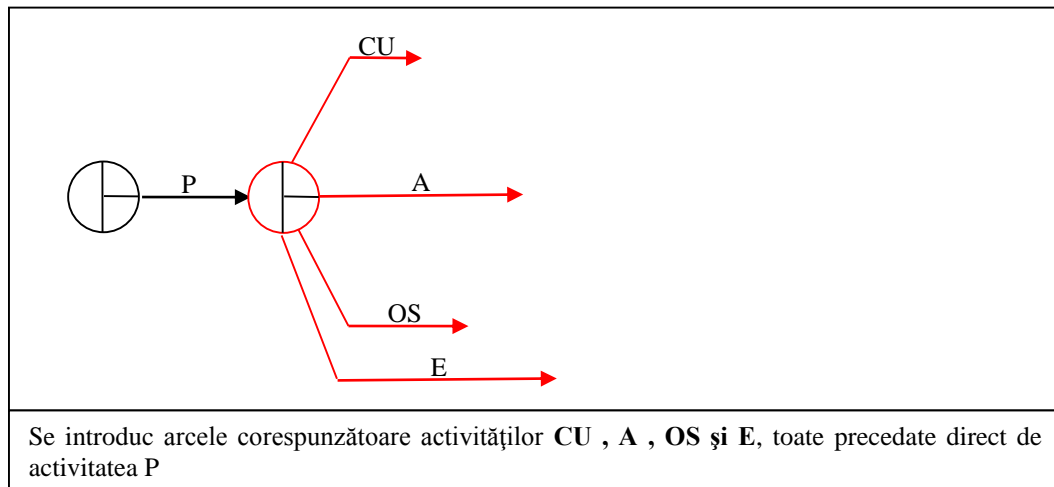 CU
P
A
OS
E
Se introduc arcele corespunzătoare activităţilor CU , A , OS şi E, toate precedate direct de
activitatea P